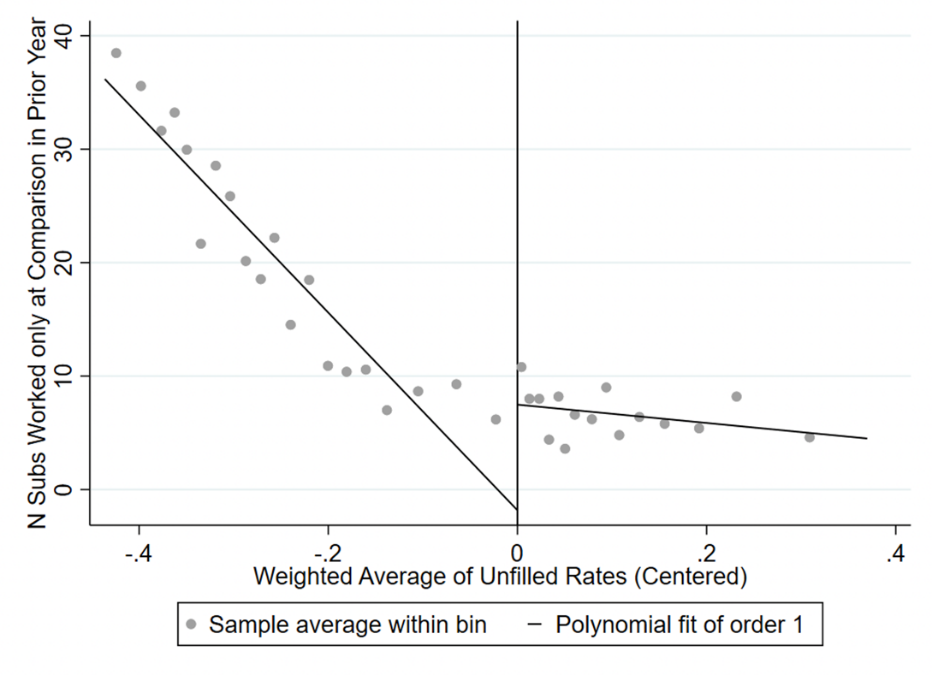 N Subs Worked only at Comparison in Prior Year
40
30
20
10
0
-.4 -.2 0 .2 .4
Weighted Average of Unfilled Rates (Centered)
Sample average within bin Polynomial fit of order 1